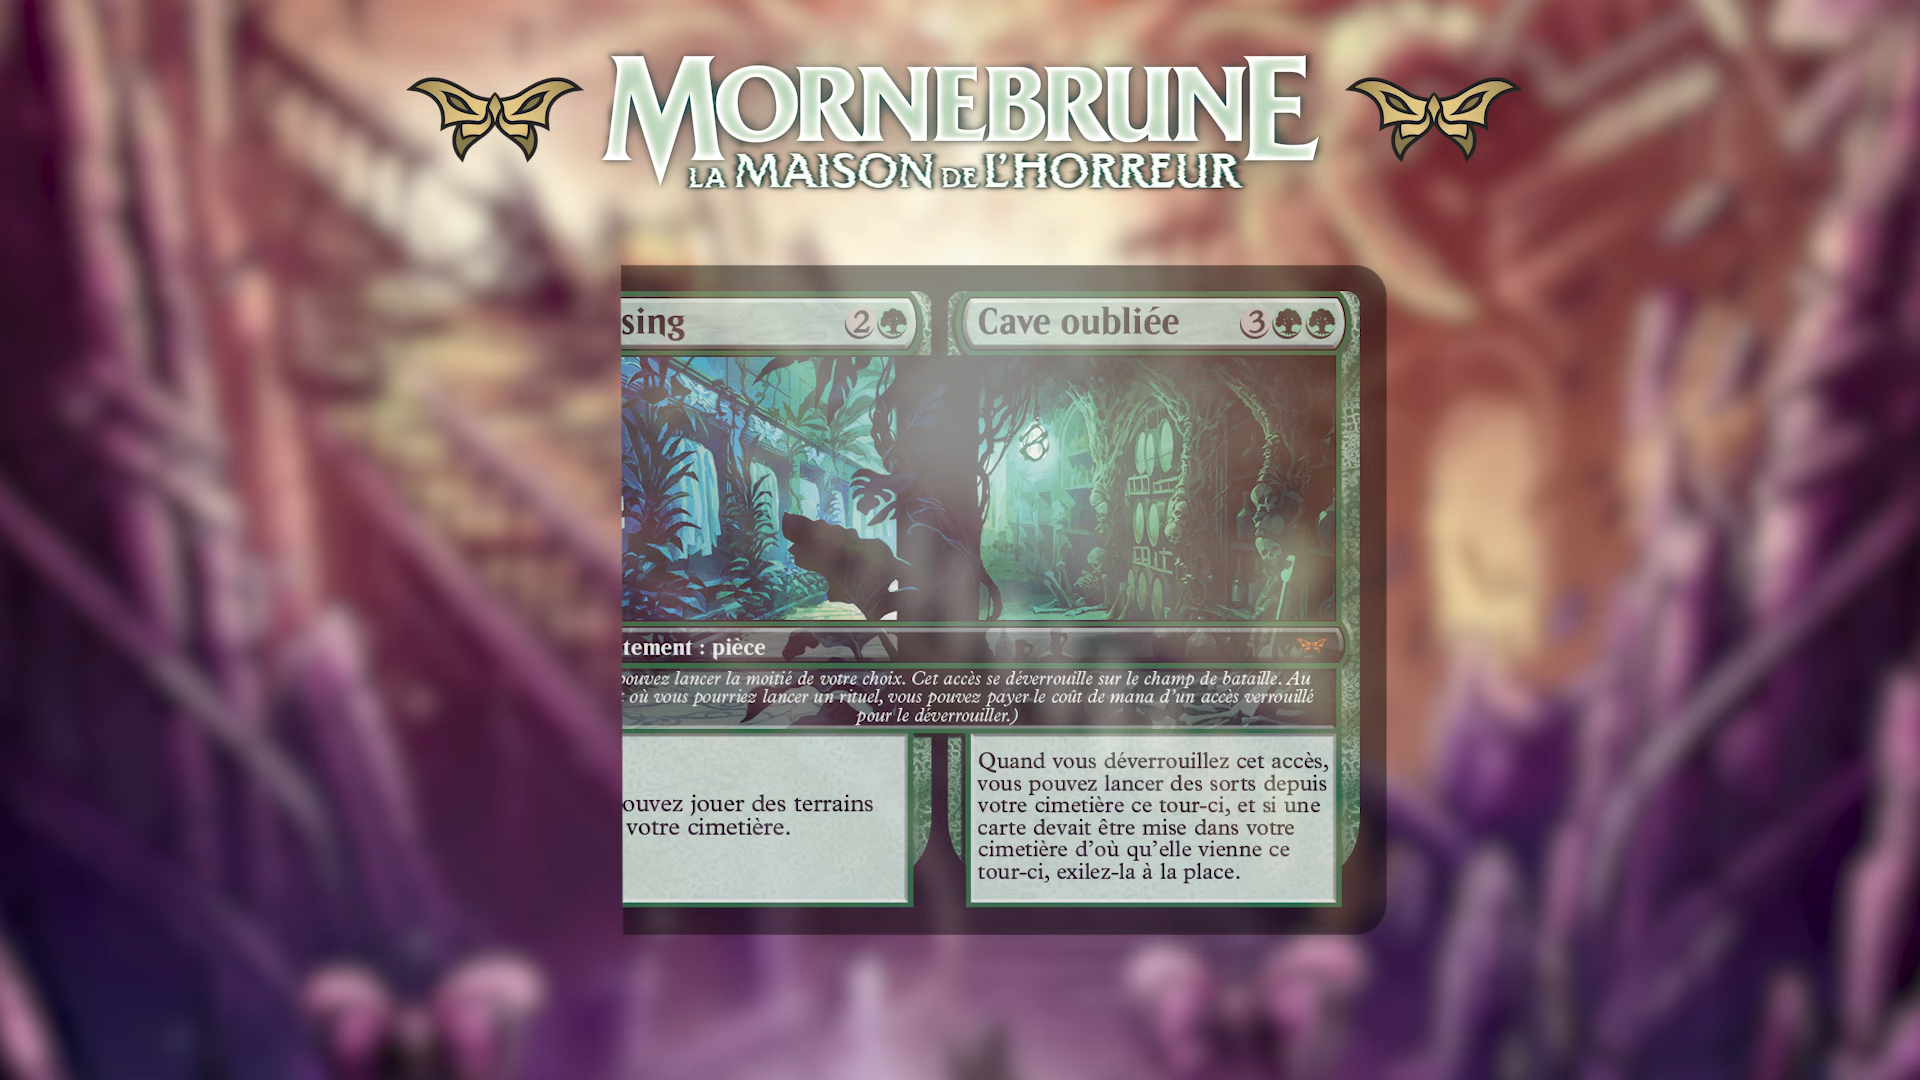 MORNEBRUNE
LA MAISON DE L'HORREUR
sing 2
Cave oubliée 3
tement : pièce
pouvez lancer la moitié de votre choix. Cet accès se déverrouille sur le champ de bataille. Au
où vous pourriez lancer un rituel, vous pouvez payer le coût de mana d'un accès verrouillé
pour le déverrouiller.)
ouvez jouer des terrains
votre cimetière.
Quand vous déverrouillez cet accès,
vous pouvez lancer des sorts depuis
votre cimetière ce tour-ci, et si une
carte devait être mise dans votre
cimetière d'où qu'elle vienne ce
tour-ci, exilez-la à la place.